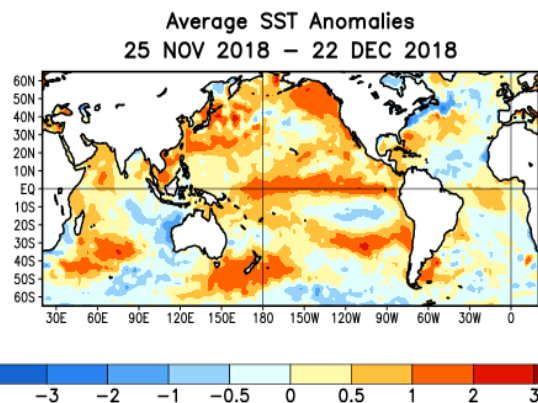 Average SST Anomalies
25 NOV 2018 – 22 DEC 2018
60N
50N
40N
30N
20N
10N
EQ
10S
20S
30S
40S
50S
60S
30E 60E 90E 120E 150E 180 150W 120W 90W 60W 30W 0
-3 -2 -1 -0.5 0 0.5 1 2 3